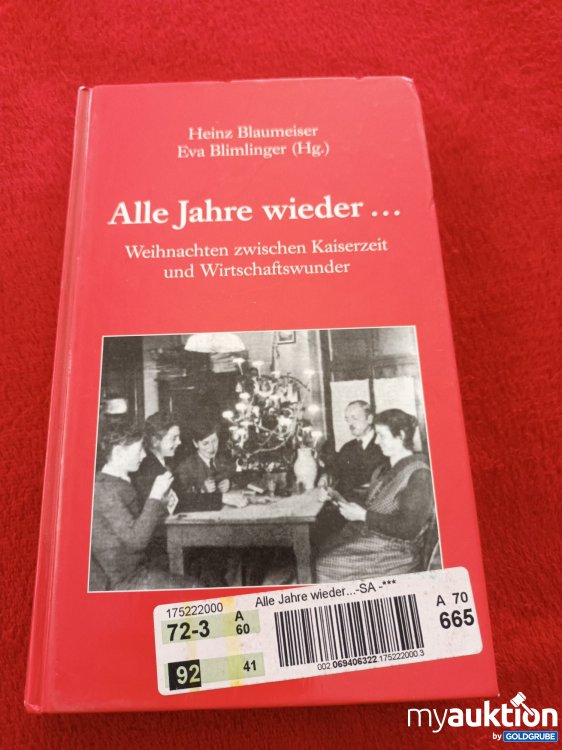 Heinz Blaumeiser
Eva Blimlinger (Hg.)
Alle Jahre wieder ...
Weihnachten zwischen Kaiserzeit
und Wirtschaftswunder
175222000
Alle Jahre wieder...-SA -***
72-3
A
60
A 70
665
92
41
002.069406322.175222000.3
myauktion
by GOLDGRUBE